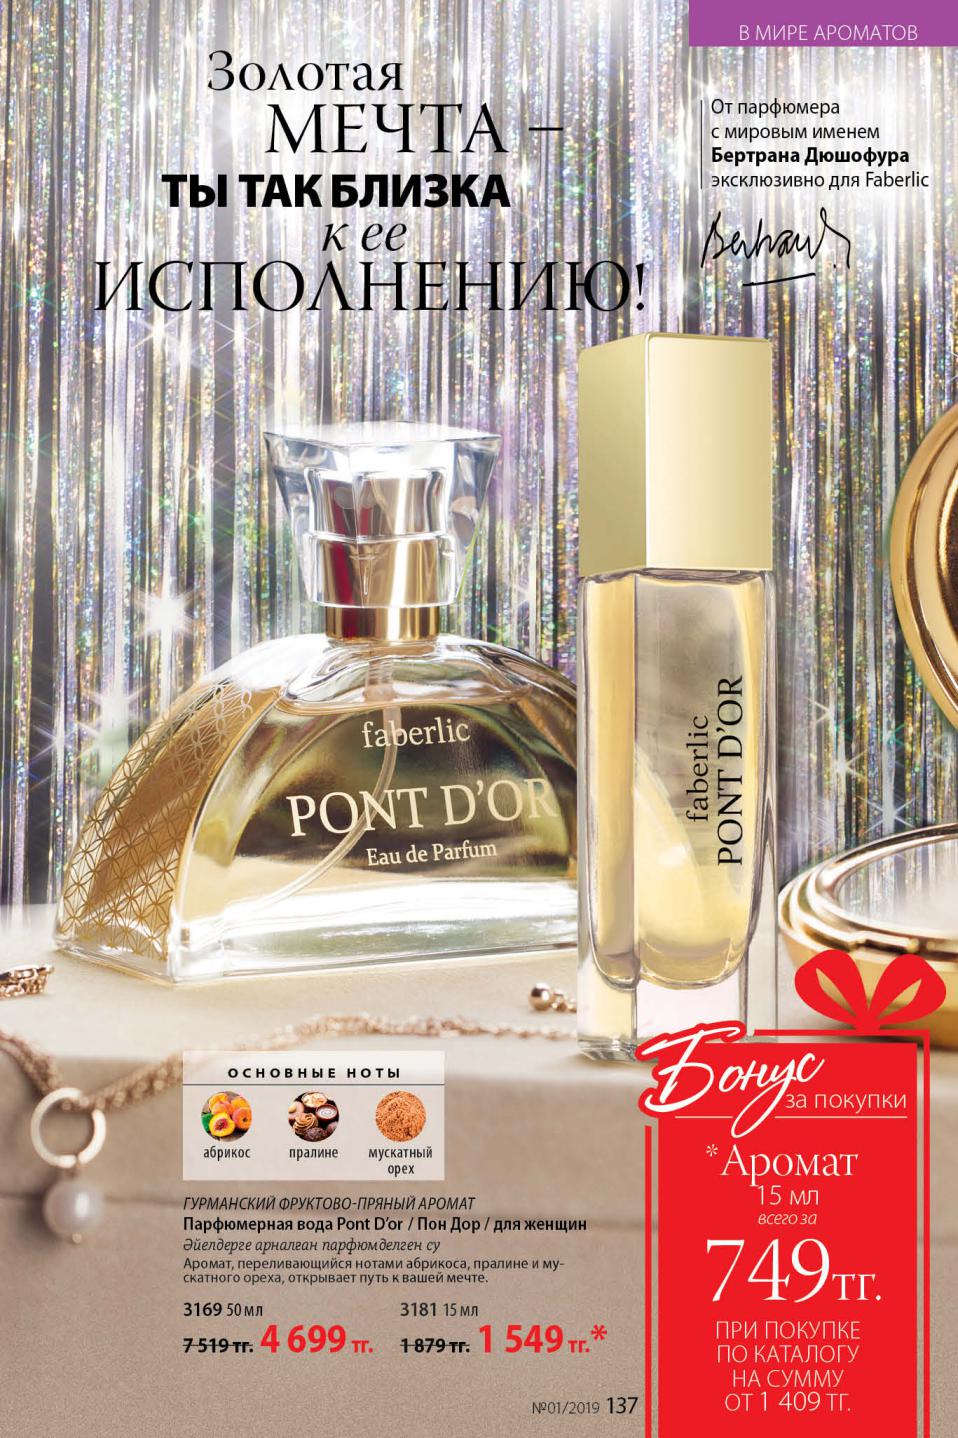 В МИРЕ АРОМАТОВ
Золотая
МЕЧТА –
ТЫ ТАК БЛИЗКА
к ее
ИСПОЛНЕНИЮ!
От парфюмера
с мировым именем
Бертрана Дюшофура
эксклюзивно для Faberlic
faberlic
PONT D'OR
Eau de Parfum
faberlic
PONT D'OR
ОСНОВНЫЕ НОТЫ
абрикос
пралине
мускатный
орех
ГУРМАНСКИЙ ФРУКТОВО-ПРЯНЫЙ АРОМАТ
Парфюмерная вода Pont D’or / Пон Дор / для женщин
Әйелдерге арналған парфюмделген су
Аромат, переливающийся нотами абрикоса, пралине и му-
скатного ореха, открывает путь к вашей мечте.
3169 50 мл
7 519 тг. 4 699 тг.
3181 15 мл
1 879 тг. 1 549 тг.*
Бонус
за покупки
*Аромат
15 мл
всего за
749тг.
ПРИ ПОКУПКЕ
ПО КАТАЛОГУ
НА СУММУ
ОТ 1 409 ТГ.
№01/2019 137